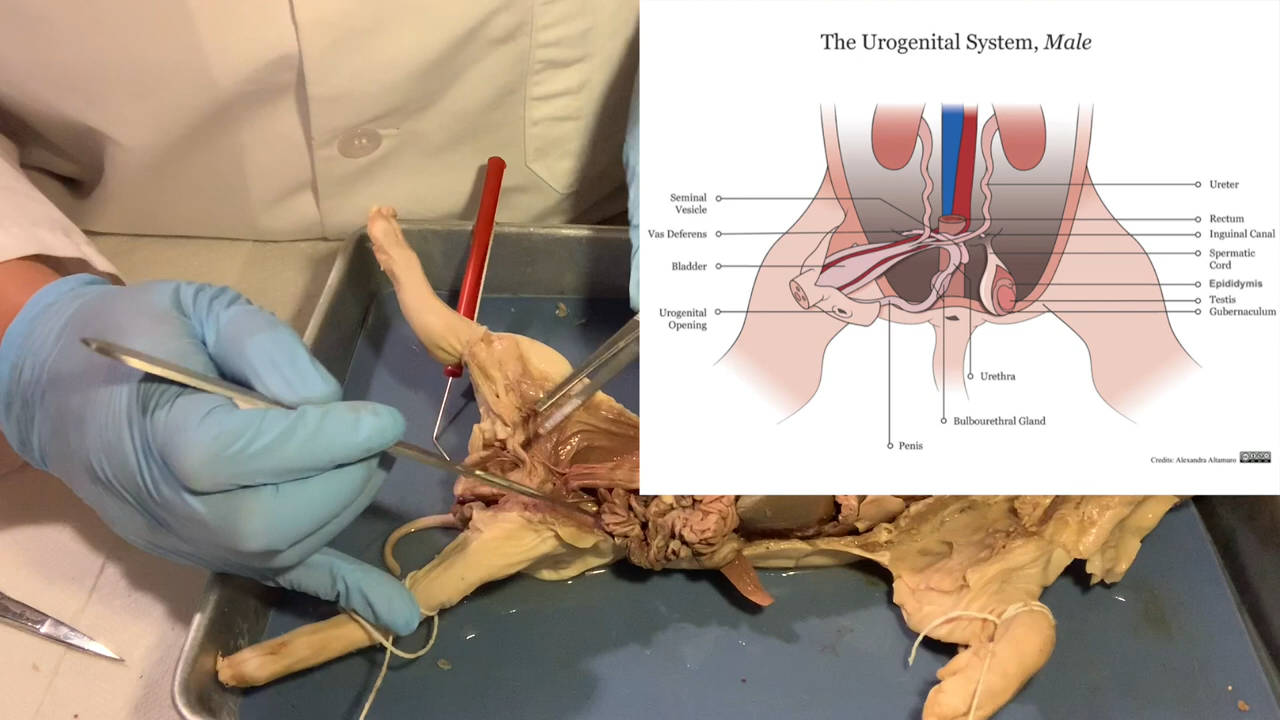 The Urogenital System, Male
Seminal
Vesicle
Vas Deferens
Bladder
Urogenital
Opening
Ureter
Rectum
Inguinal Canal
Spermatic
Cord
Epididymis
Testis
Gubernaculum
Urethra
Bulbourethral Gland
Penis
Credits: Alexandra Altamuro